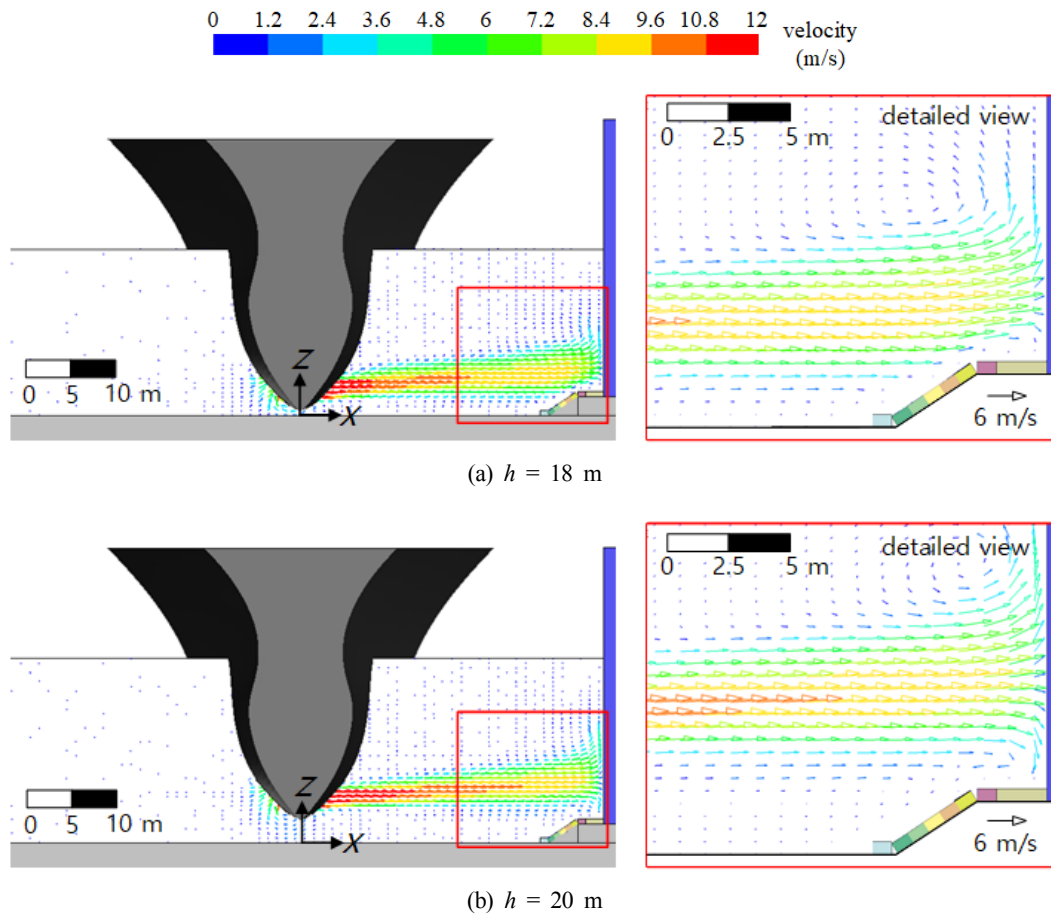 0 1.2 2.4 3.6 4.8 6 7.2 8.4 9.6 10.8 12
velocity
(m/s)
Z
X
0 5 10 m
detailed view
0 2.5 5 m
6 m/s
(a) h = 18 m
Z
X
0 5 10 m
detailed view
0 2.5 5 m
6 m/s
(b) h = 20 m